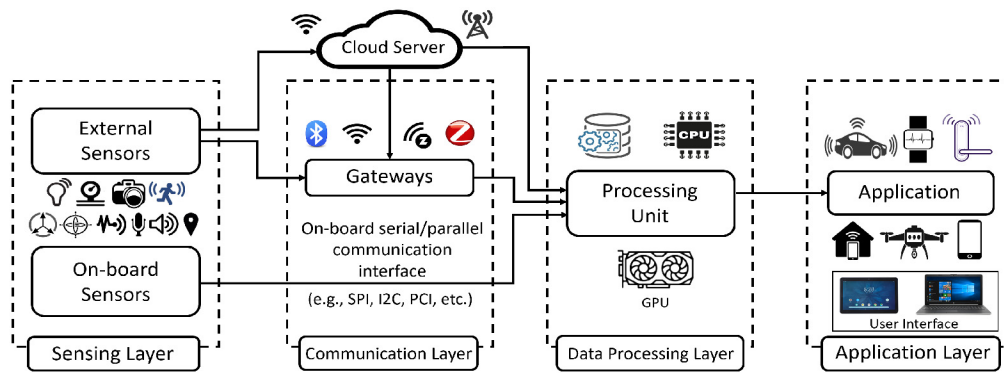 Cloud Server
External
Sensors
On-board
Sensors
Sensing Layer
Gateways
On-board serial/parallel
communication
interface
(e.g., SPI, I2C, PCI, etc.)
Communication Layer
CPU
Processing
Unit
GPU
Data Processing Layer
Application
User Interface
Application Layer